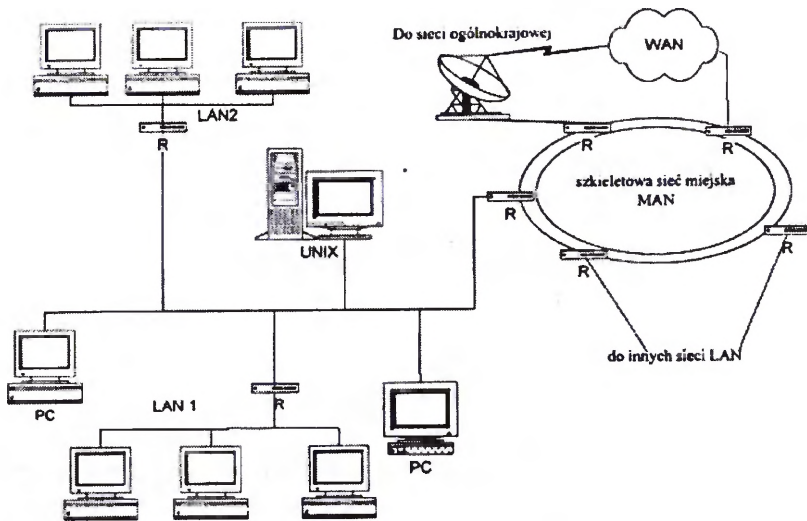 Do sieci ogólnokrajowej
WAN
LAN2
R
R
R
szkieletowa sieć miejska
MAN
R
R
R
UNIX
do innych sieci LAN
PC
LAN 1
R
PC